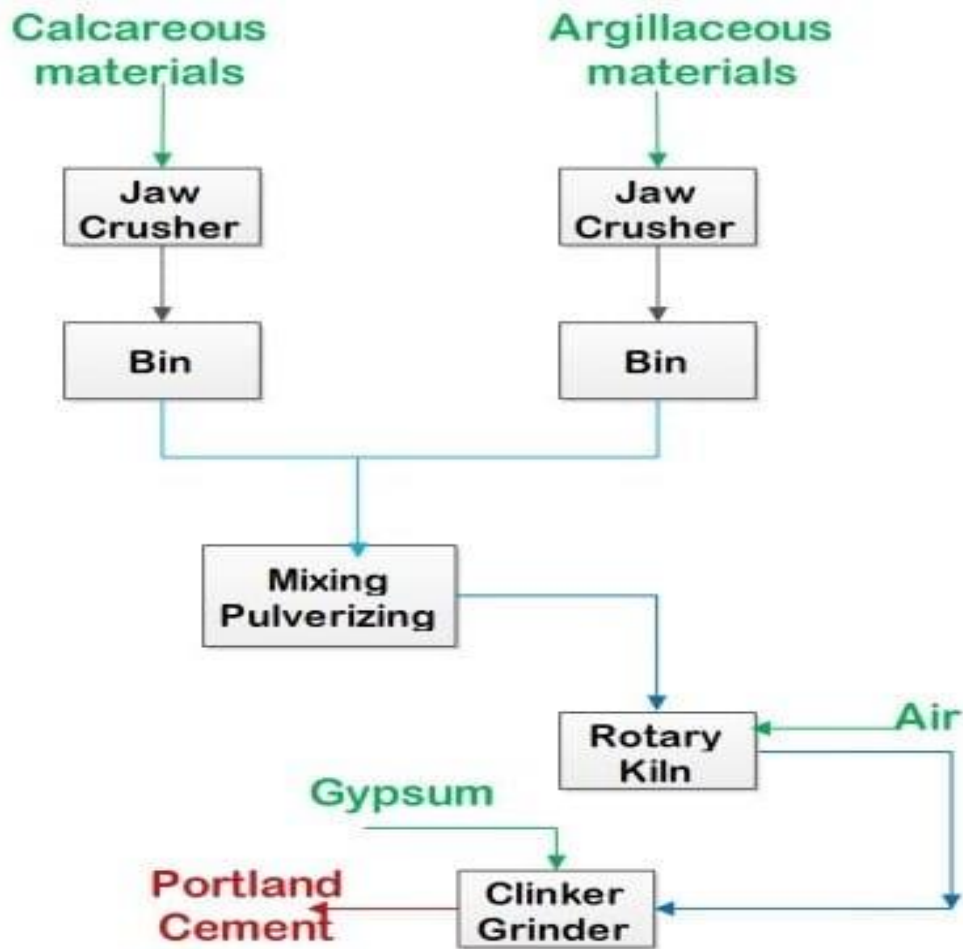 Calcareous
materials
Argillaceous
materials
Jaw
Crusher
Jaw
Crusher
Bin
Bin
Mixing
Pulverizing
Air
Rotary
Kiln
Gypsum
Clinker
Grinder
Portland
Cement